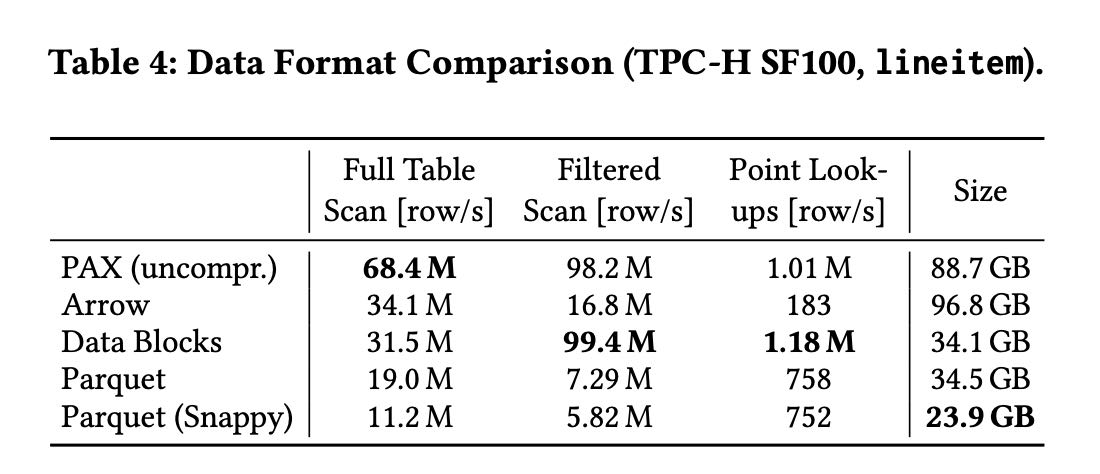 Table 4: Data Format Comparison (TPC-H SF100, lineitem).
Full Table Filtered Point Look-
Scan [row/s] Scan [row/s] ups [row/s] Size
PAX (uncompr.) 68.4 M 98.2 M 1.01 M 88.7 GB
Arrow 34.1 M 16.8 M 183 96.8 GB
Data Blocks 31.5 M 99.4 M 1.18 M 34.1 GB
Parquet 19.0 M 7.29 M 758 34.5 GB
Parquet (Snappy) 11.2 M 5.82 M 752 23.9 GB